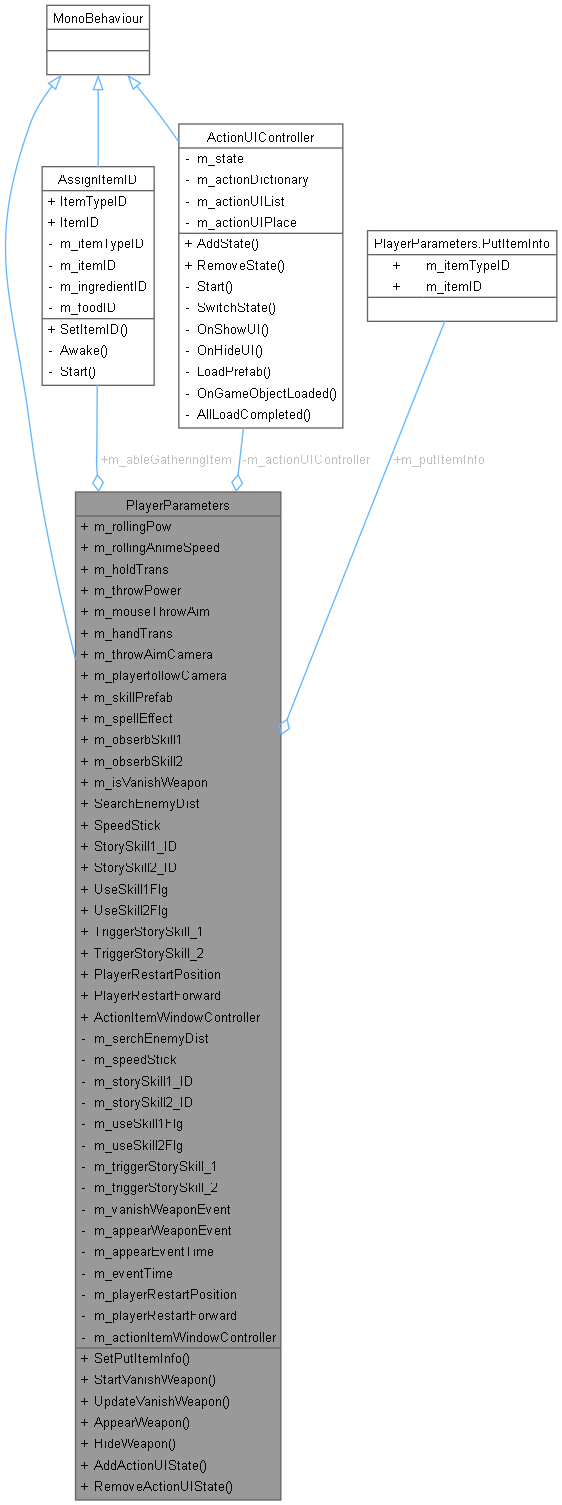 MonoBehaviour
ActionUIController
- m_state
- m_actionDictionary
- m_actionUIList
- m_actionUIPlace
+ AddState()
+ RemoveState()
- Start()
- SwitchState()
- OnShowUI()
- OnHideUI()
- LoadPrefab()
- OnGameObjectLoaded()
- AllLoadCompleted()
AssignItemID
+ ItemTypeID
+ ItemID
- m_itemTypeID
- m_itemID
- m_ingredientID
- m_foodID
+ SetItemID()
- Awake()
- Start()
PlayerParameters.PutItemInfo
+ m_itemTypeID
+ m_itemID
+m_ableGatheringItem
-m_actionUIController
+m_putItemInfo
PlayerParameters
+ m_rollingPow
+ m_rollingAnimeSpeed
+ m_holdTrans
+ m_throwPower
+ m_mouseThrowAim
+ m_handTrans
+ m_throwAimCamera
+ m_playerfollowCamera
+ m_skillPrefab
+ m_spellEffect
+ m_obserbSkill1
+ m_obserbSkill2
+ m_isVanishWeapon
+ SearchEnemyDist
+ SpeedStick
+ StorySkill1_ID
+ StorySkill2_ID
+ UseSkill1Flg
+ UseSkill2Flg
+ TriggerStorySkill_1
+ TriggerStorySkill_2
+ PlayerRestartPosition
+ PlayerRestartForward
+ ActionItemWindowController
- m_serchEnemyDist
- m_speedStick
- m_storySkill1_ID
- m_storySkill2_ID
- m_useSkill1Flg
- m_useSkill2Flg
- m_triggerStorySkill_1
- m_triggerStorySkill_2
- m_vanishWeaponEvent
- m_appearWeaponEvent
- m_appearEventTime
- m_eventTime
- m_playerRestartPosition
- m_playerRestartForward
- m_actionItemWindowController
+ SetPutItemInfo()
+ StartVanishWeapon()
+ UpdateVanishWeapon()
+ AppearWeapon()
+ HideWeapon()
+ AddActionUIState()
+ RemoveActionUIState()